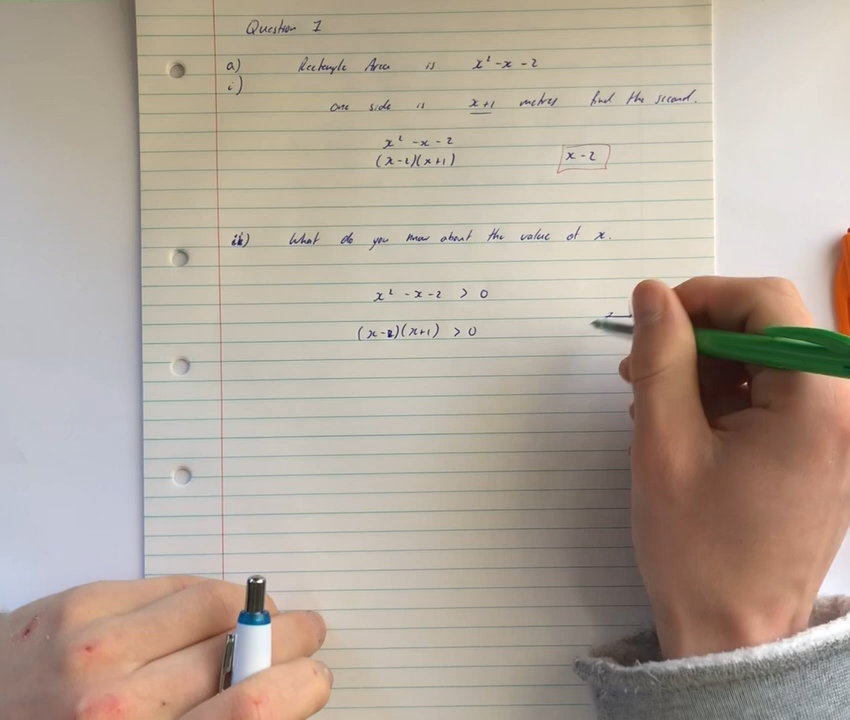 Question 1
a) Rectangle Area is x² - x - 2
i)
one side is x+1 metres find the second.
x² - x - 2
(x-2)(x+1) x-2
ii) What do you know about the value of x.
x² - x - 2 > 0
(x-2)(x+1) > 0